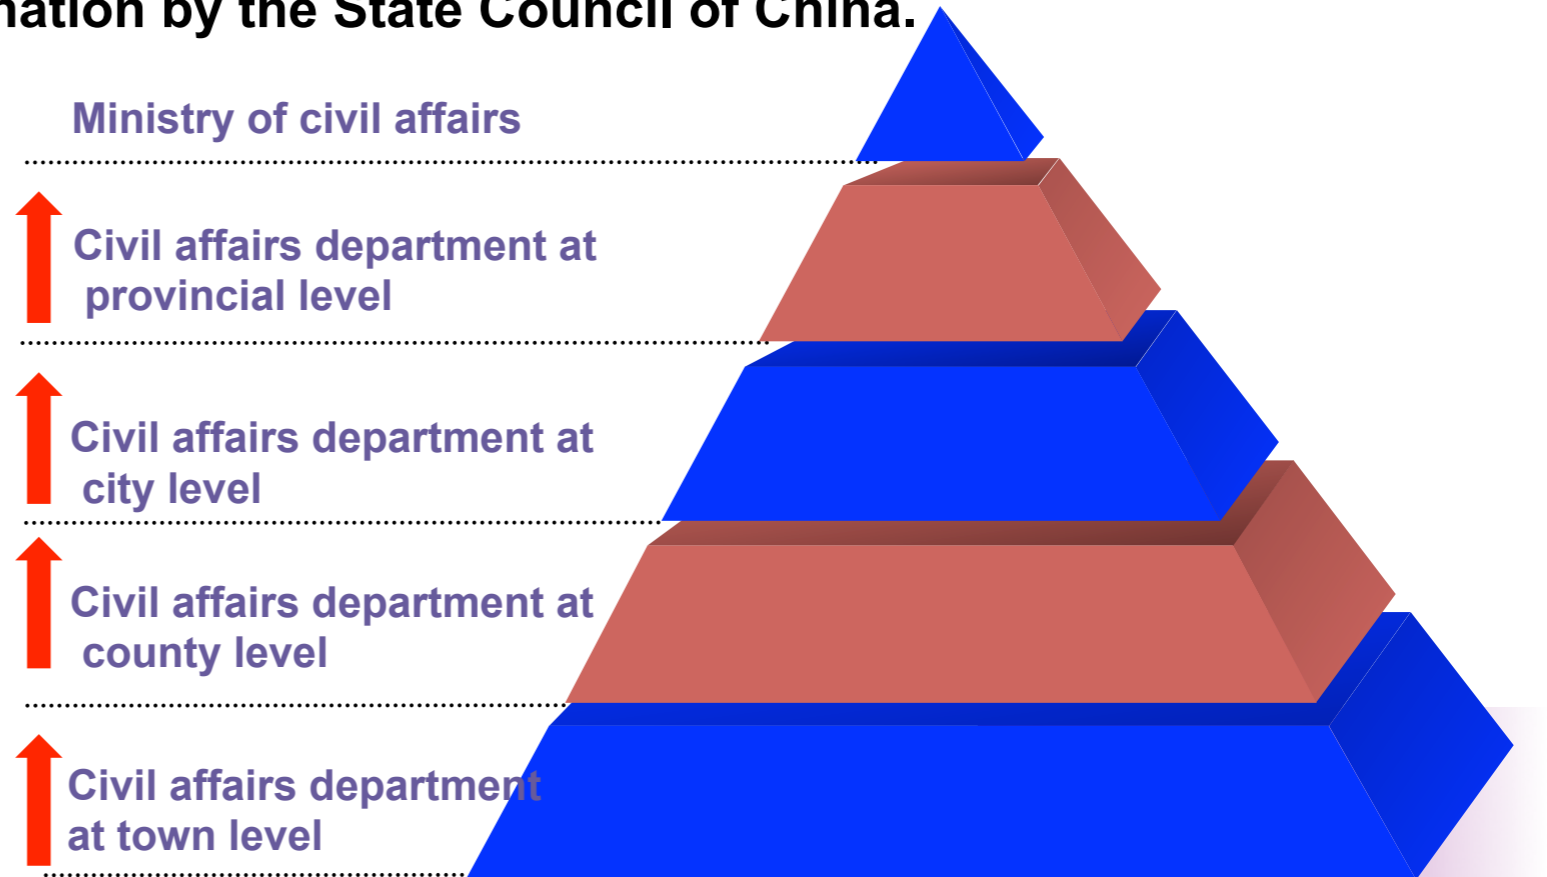 nation by the State Council of China.
Ministry of civil affairs
Civil affairs department at
provincial level
Civil affairs department at
city level
Civil affairs department at
county level
Civil affairs department
at town level